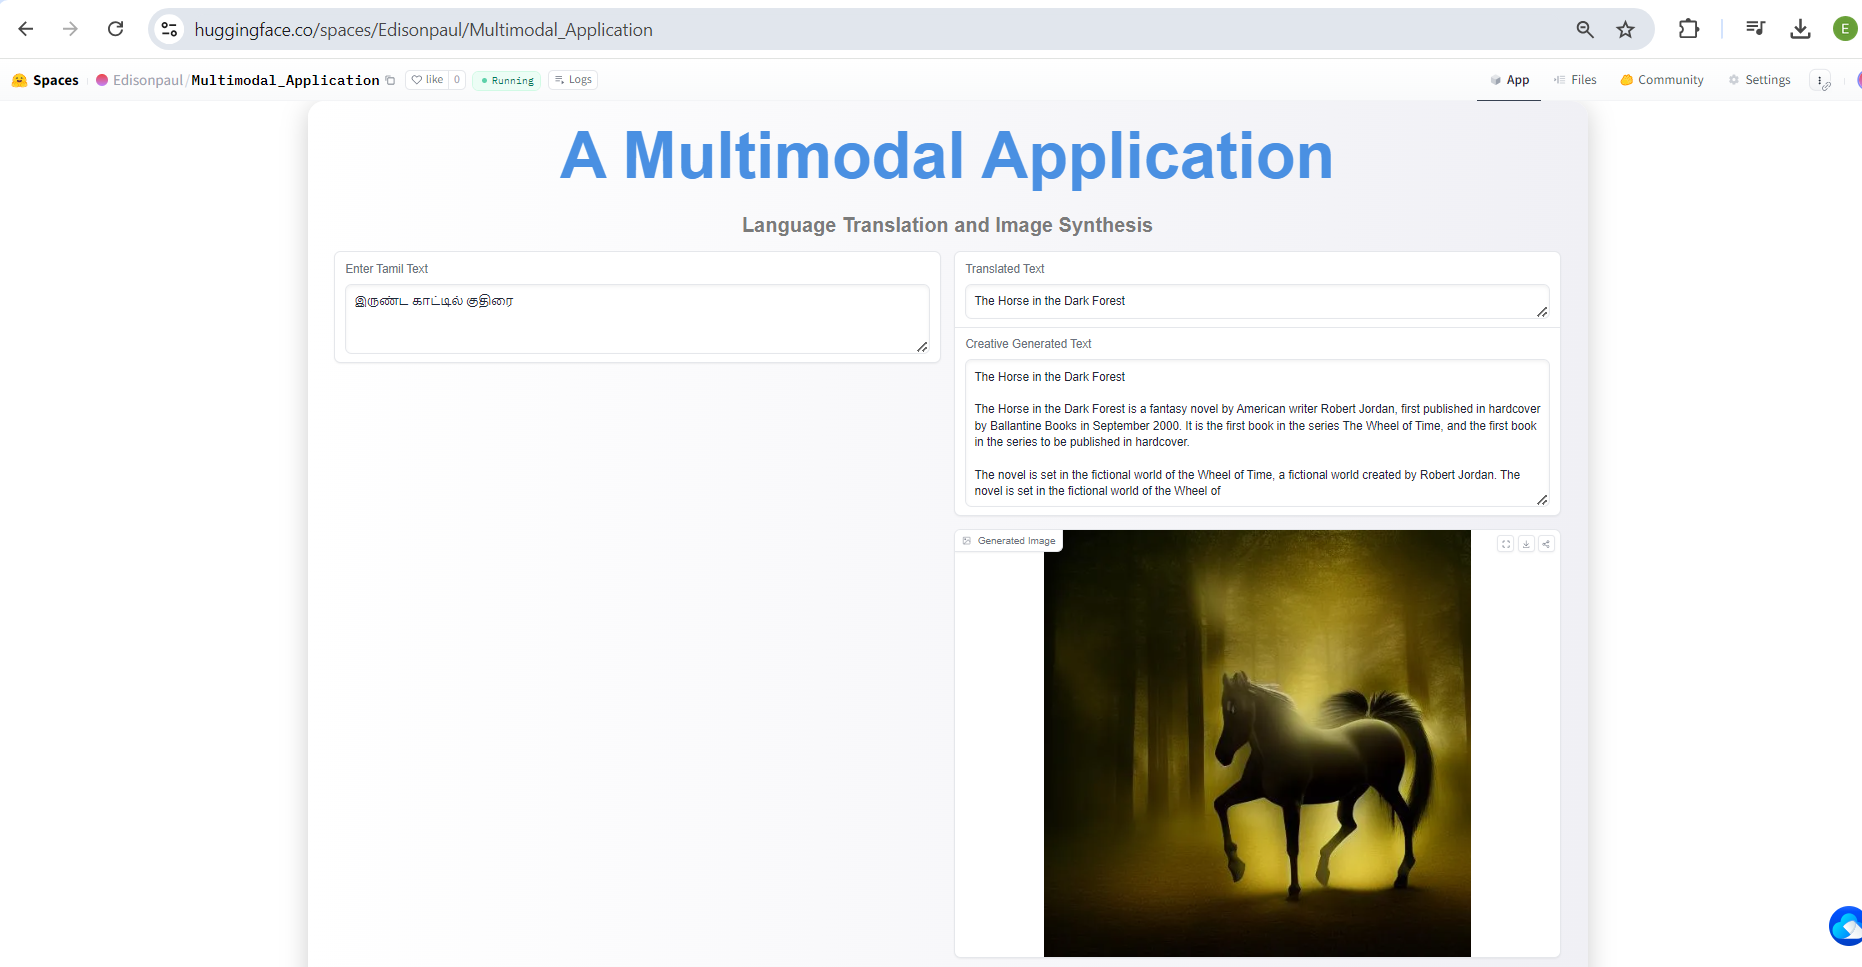 huggingface.co/spaces/Edisonpaul/Multimodal_Application
E
Spaces Edisonpaul/Multimodal_Application like 0 Running Logs
App Files Community Settings
A Multimodal Application
Language Translation and Image Synthesis
Enter Tamil Text
இருண்ட காட்டில் குதிரை
Translated Text
The Horse in the Dark Forest
Creative Generated Text
The Horse in the Dark Forest
The Horse in the Dark Forest is a fantasy novel by American writer Robert Jordan, first published in hardcover
by Ballantine Books in September 2000. It is the first book in the series The Wheel of Time, and the first book
in the series to be published in hardcover.
The novel is set in the fictional world of the Wheel of Time, a fictional world created by Robert Jordan. The
novel is set in the fictional world of the Wheel of
Generated Image